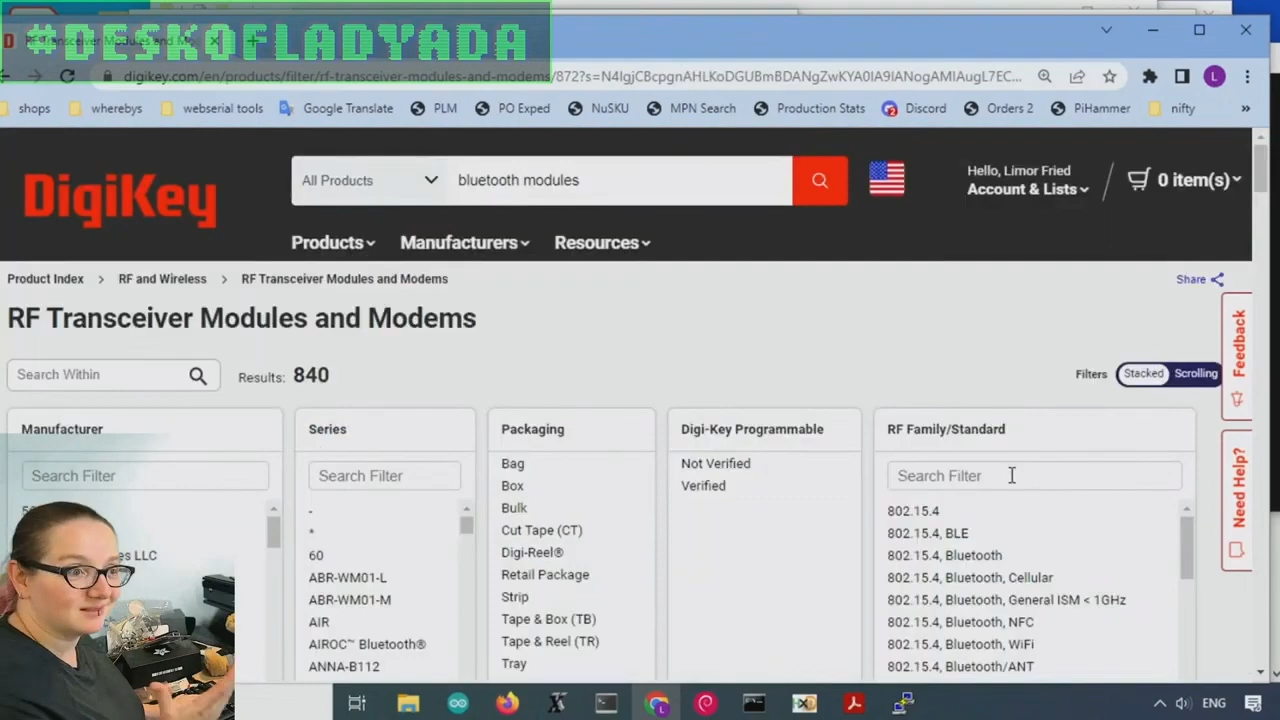 #DESKOFLADYADA
RF Transceiver Modules and Mo
digikey.com/en/products/filter/rf-transceiver-modules-and-modems/872?s=N4IgjCBcpgnAHLKoDGUBmBDANgZwKYA0IA9lANogAMIAugL7EC...
shops
wherebys
webserial tools
Google Translate
PLM
PO Exped
NuSKU
MPN Search
Production Stats
Discord
Orders 2
PiHammer
nifty
»
DigiKey
All Products
bluetooth modules
Hello, Limor Fried
Account & Lists
0 item(s)
Products
Manufacturers
Resources
Product Index > RF and Wireless > RF Transceiver Modules and Modems
Share
RF Transceiver Modules and Modems
Search Within
Results: 840
Filters
Stacked
Scrolling
Feedback
Need Help?
Manufacturer
Search Filter
es LLC
Series
Search Filter
-
*
60
ABR-WM01-L
ABR-WM01-M
AIR
AIROC™ Bluetooth®
ANNA-B112
Packaging
Bag
Box
Bulk
Cut Tape (CT)
Digi-Reel®
Retail Package
Strip
Tape & Box (TB)
Tape & Reel (TR)
Tray
Digi-Key Programmable
Not Verified
Verified
RF Family/Standard
Search Filter
802.15.4
802.15.4, BLE
802.15.4, Bluetooth
802.15.4, Bluetooth, Cellular
802.15.4, Bluetooth, General ISM < 1GHz
802.15.4, Bluetooth, NFC
802.15.4, Bluetooth, WiFi
802.15.4, Bluetooth/ANT
ENG